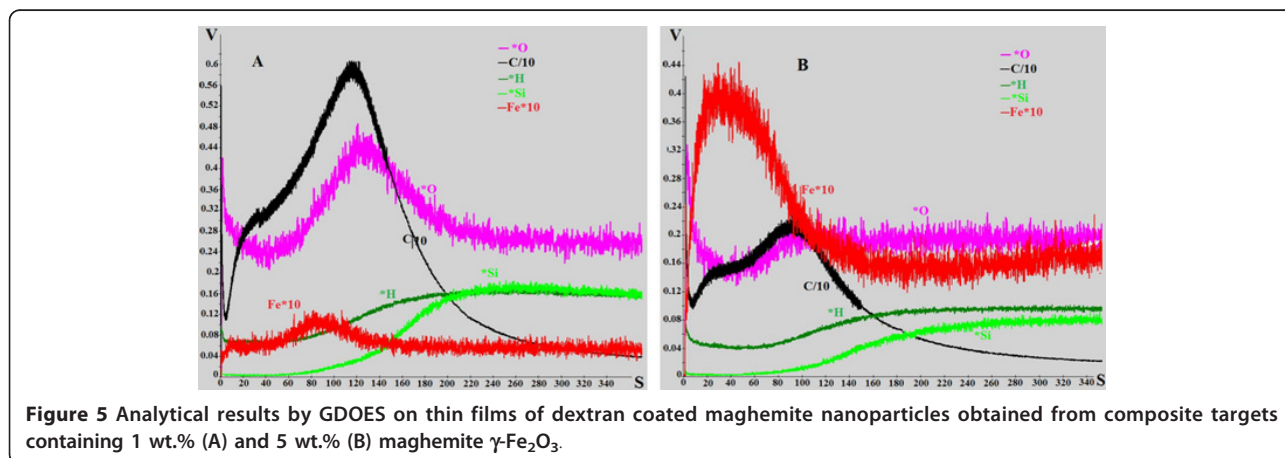 V
A
— *O
— C/10
*H
*Si
—Fe*10
0.6
0.56
0.52
0.48
0.44
0.4
0.36
0.32
0.28
0.24
0.2
0.16
0.12
0.08
0.04
*O
C/10
*Si
*H
Fe*10
0 20 40 60 80 100 120 140 160 180 200 220 240 260 280 300 320 340
S
V
B
— *O
— C/10
*H
*Si
—Fe*10
0.44
0.4
0.36
0.32
0.28
0.24
0.2
0.16
0.12
0.08
0.04
0
Fe*10
*O
C/10
*H
*Si
0 20 40 60 80 100 120 140 160 180 200 220 240 260 280 300 320 340
S
Figure 5 Analytical results by GDOES on thin films of dextran coated maghemite nanoparticles obtained from composite targets
containing 1 wt.% (A) and 5 wt.% (B) maghemite γ-Fe₂O₃.